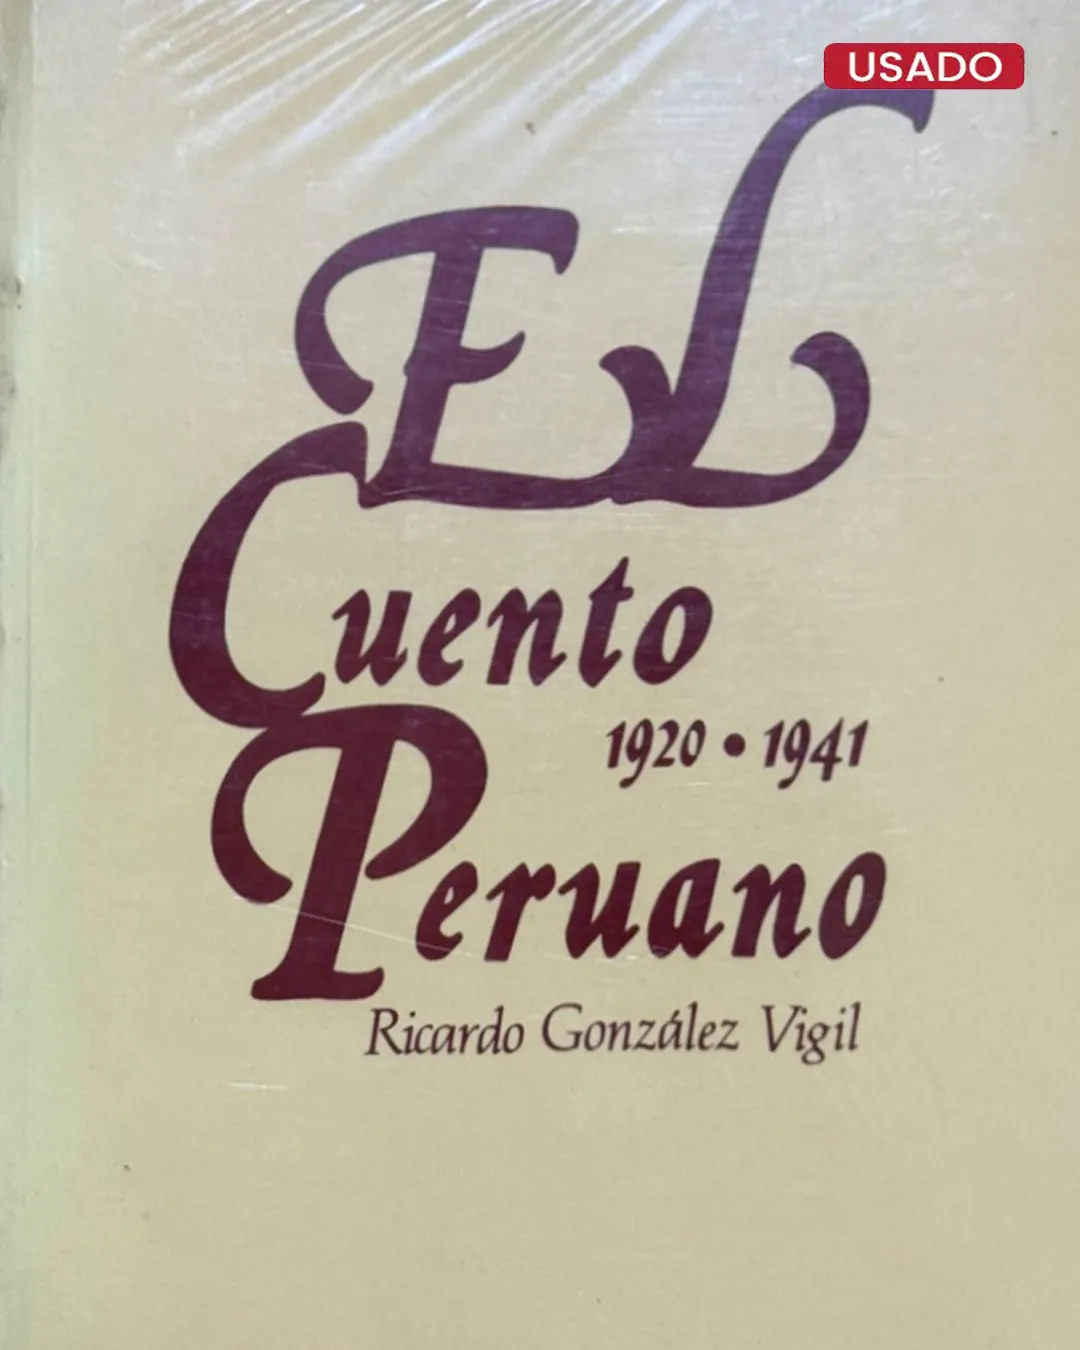 USADO
EL
Cuento
1920 • 1941
Peruano
Ricardo González Vigil